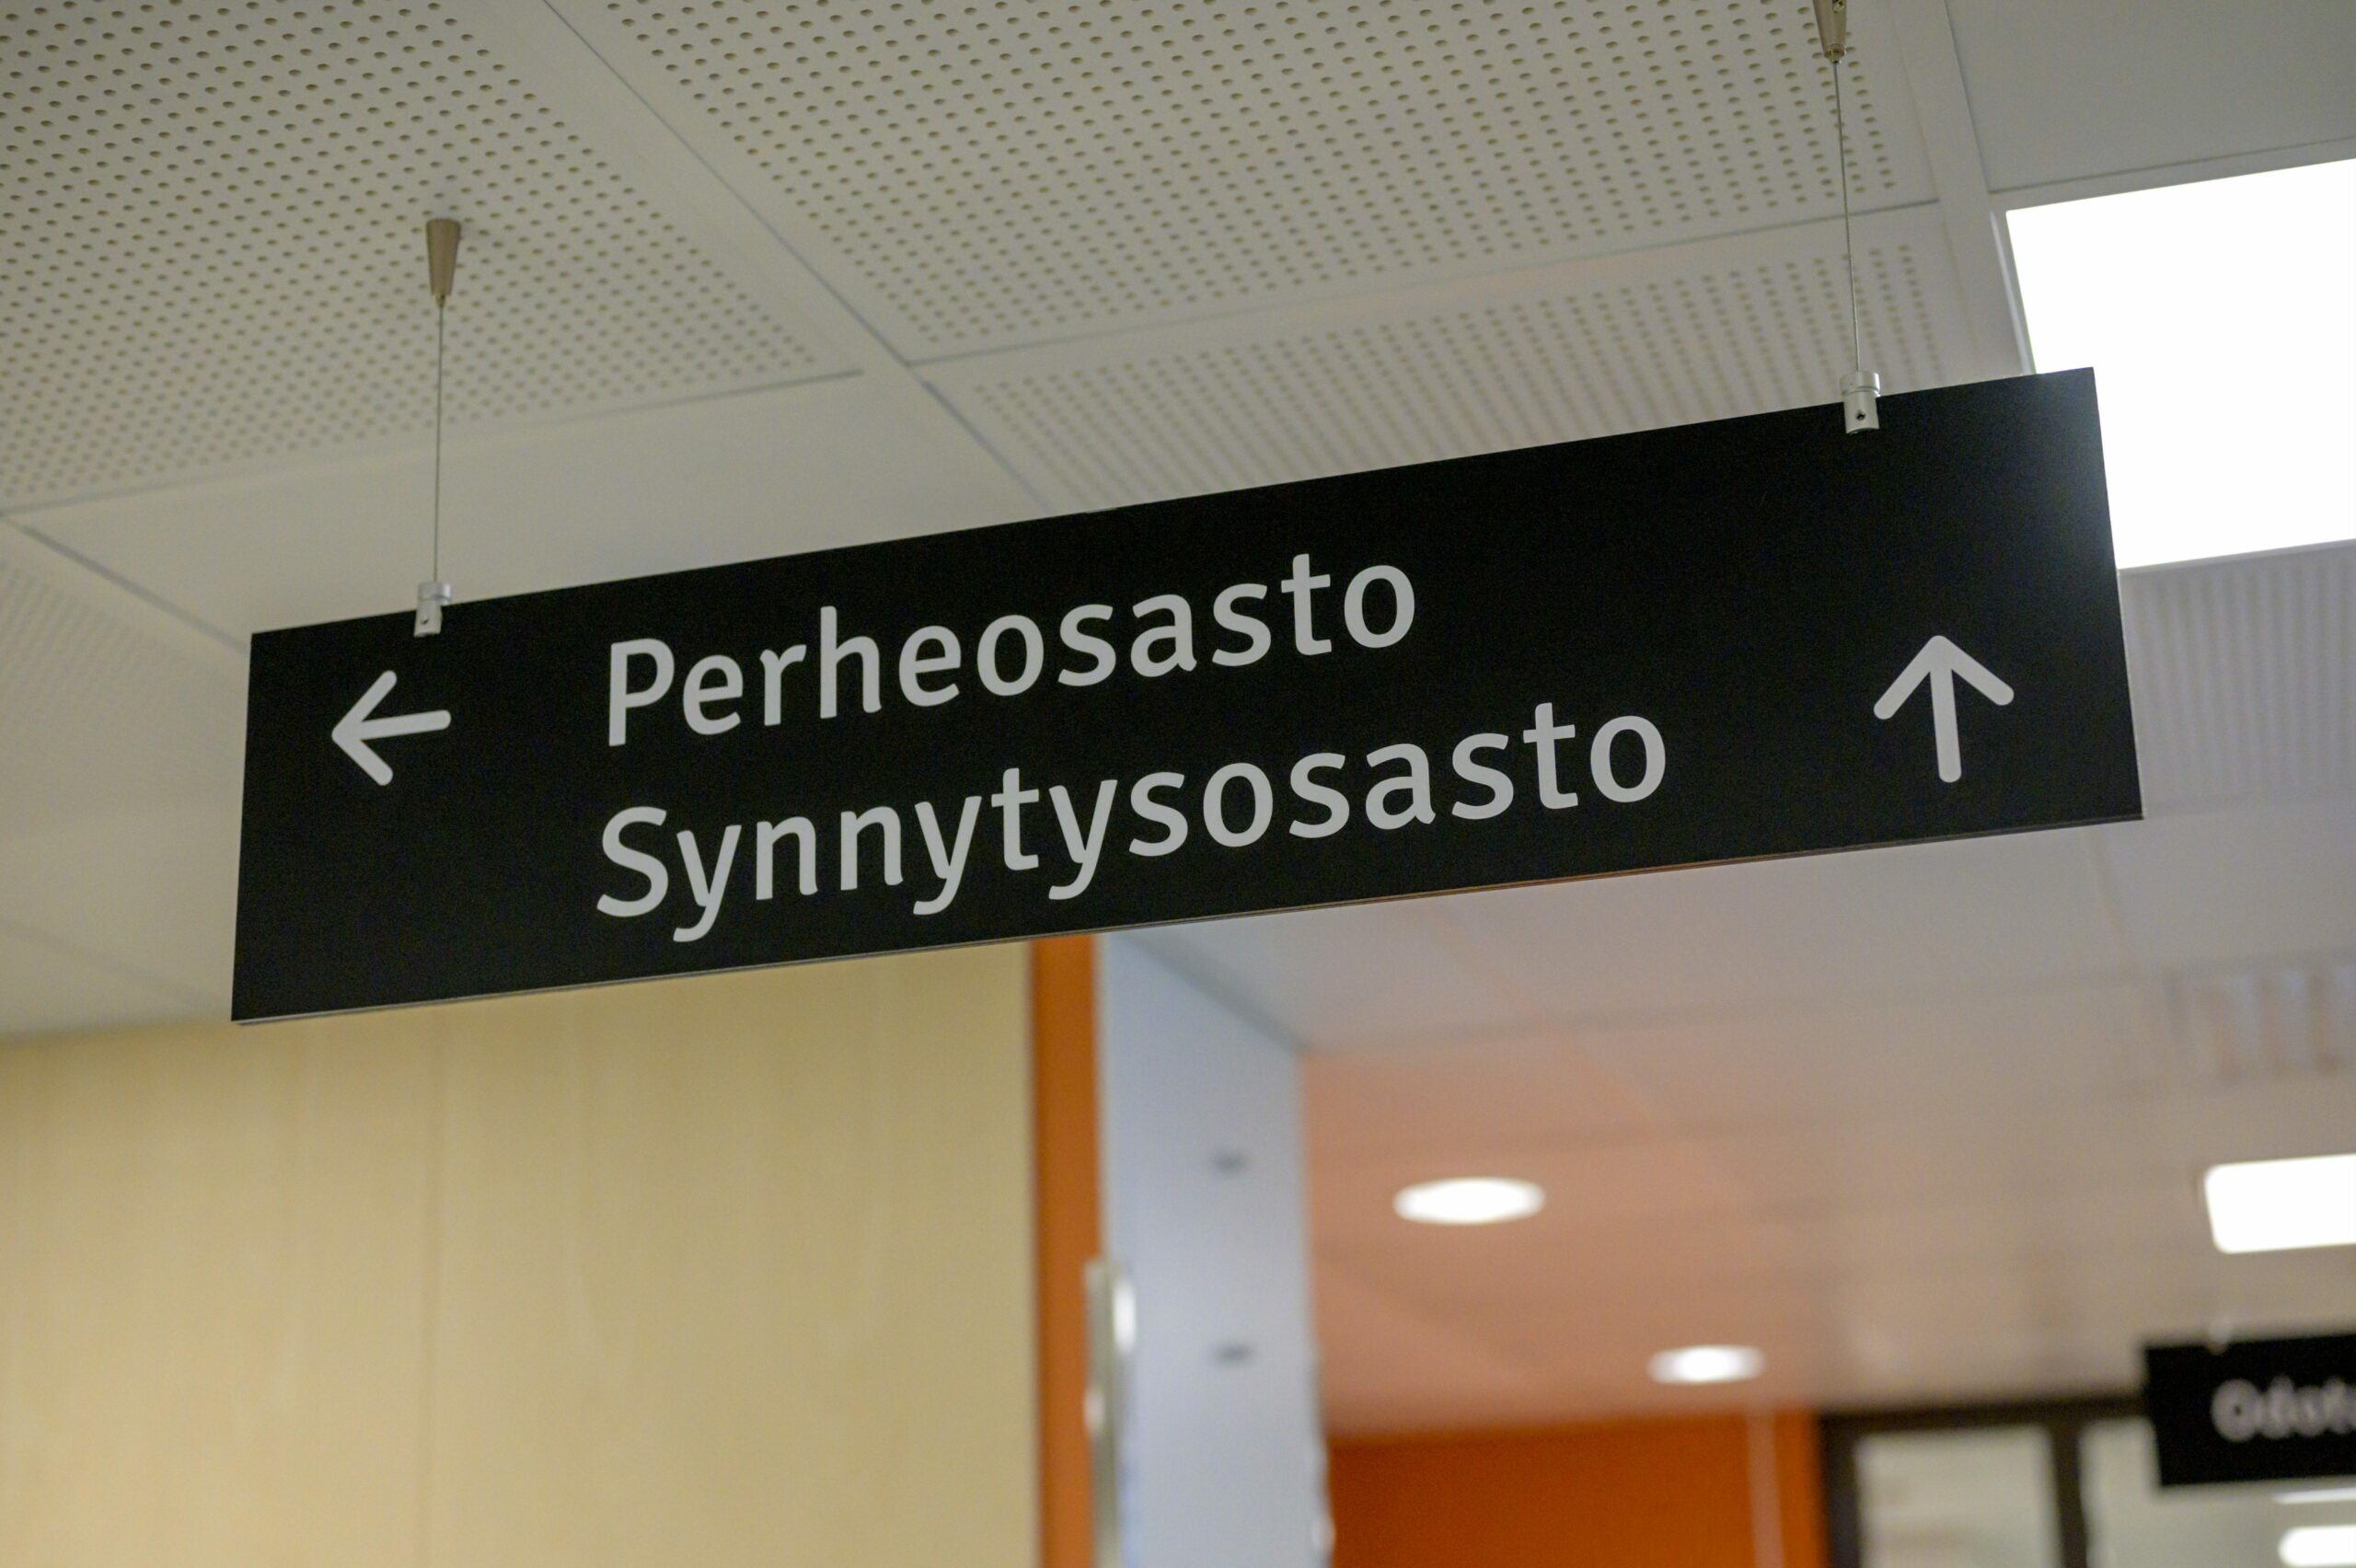 ← Perheosasto
Synnytysosasto ↑